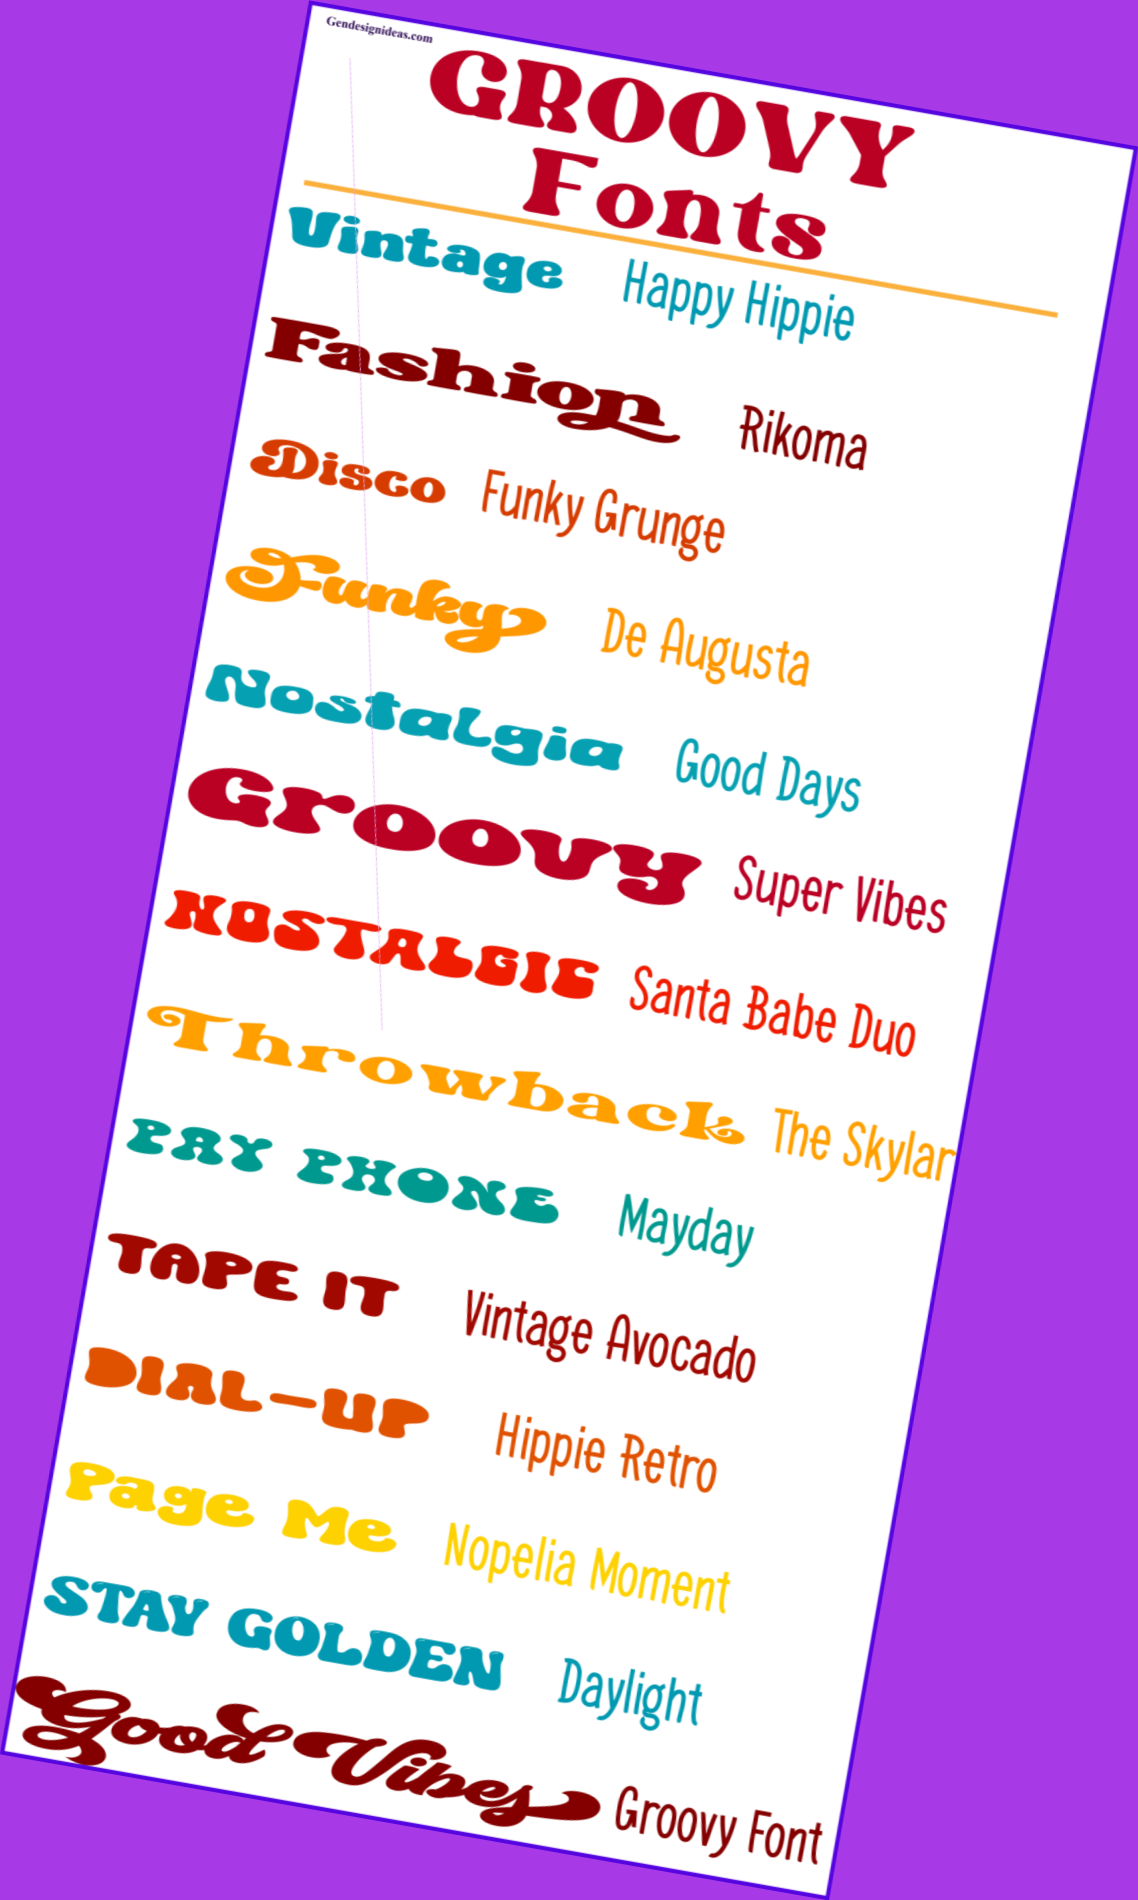 Gendesignideas.com
GROOVY
Fonts
Vintage Happy Hippie
Fashion Rikoma
Disco Funky Grunge
Funky De Augusta
Nostalgia Good Days
Groovy Super Vibes
NOSTALGIC Santa Babe Duo
Throwback The Skylar
PAY PHONE Mayday
TAPE IT Vintage Avocado
DIAL-UP Hippie Retro
Page Me Nopelia Moment
STAY GOLDEN Daylight
Good Vibes Groovy Font